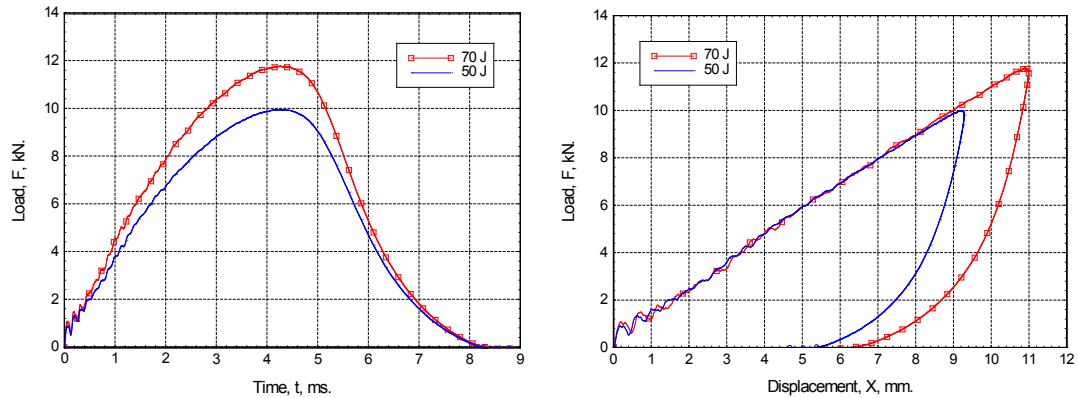 14
12
10
8
6
4
2
0
Load, F, kN.
0 1 2 3 4 5 6 7 8 9
Time, t, ms.
70 J
50 J
14
12
10
8
6
4
2
0
Load, F, kN.
0 1 2 3 4 5 6 7 8 9 10 11 12
Displacement, X, mm.
70 J
50 J